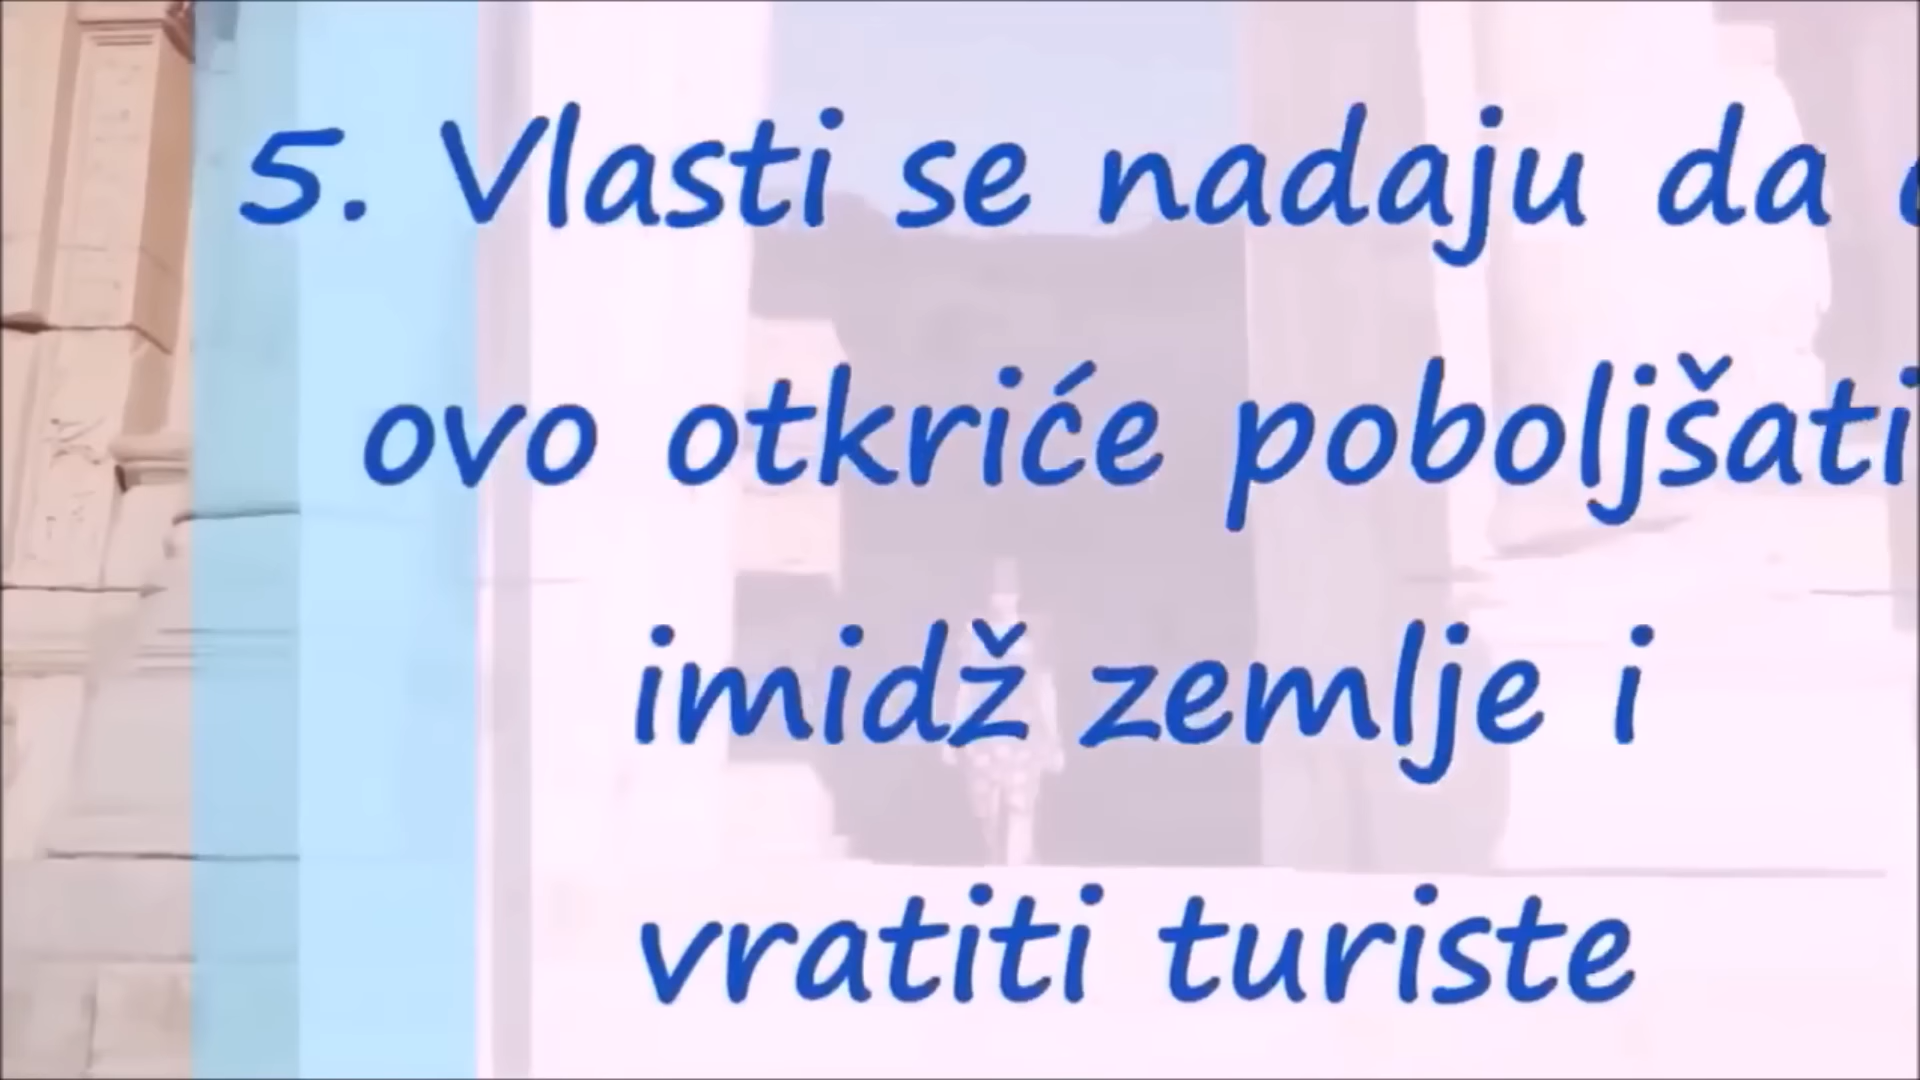 5. Vlasti se nadaju da
ovo otkriće poboljšati
imidž zemlje i
vratiti turiste